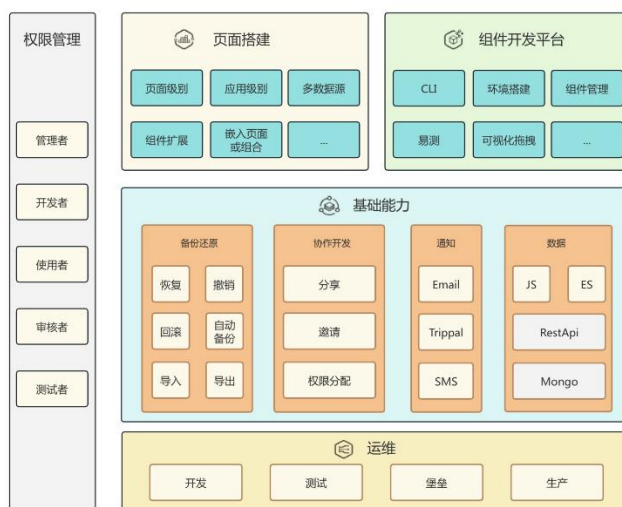 权限管理
管理者
开发者
使用者
审核者
测试者
页面搭建
页面级别
应用级别
多数据源
组件扩展
嵌入页面
或组合
...
组件开发平台
CLI
环境搭建
组件管理
易测
可视化拖拽
...
基础能力
备份还原
恢复
撤销
回滚
自动
备份
导入
导出
协作开发
分享
邀请
权限分配
通知
Email
Trippal
SMS
数据
JS
ES
RestApi
Mongo
运维
开发
测试
堡垒
生产